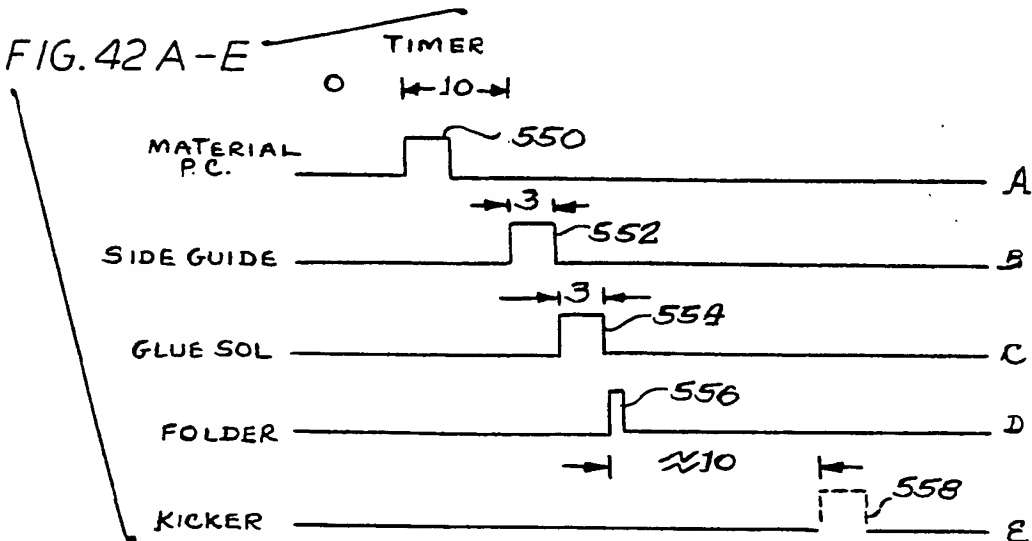 FIG. 42 A-E
TIMER
0
10
550
MATERIAL
P.C.
A
3
552
SIDE GUIDE
B
3
554
GLUE SOL
C
556
FOLDER
D
≈10
558
KICKER
E